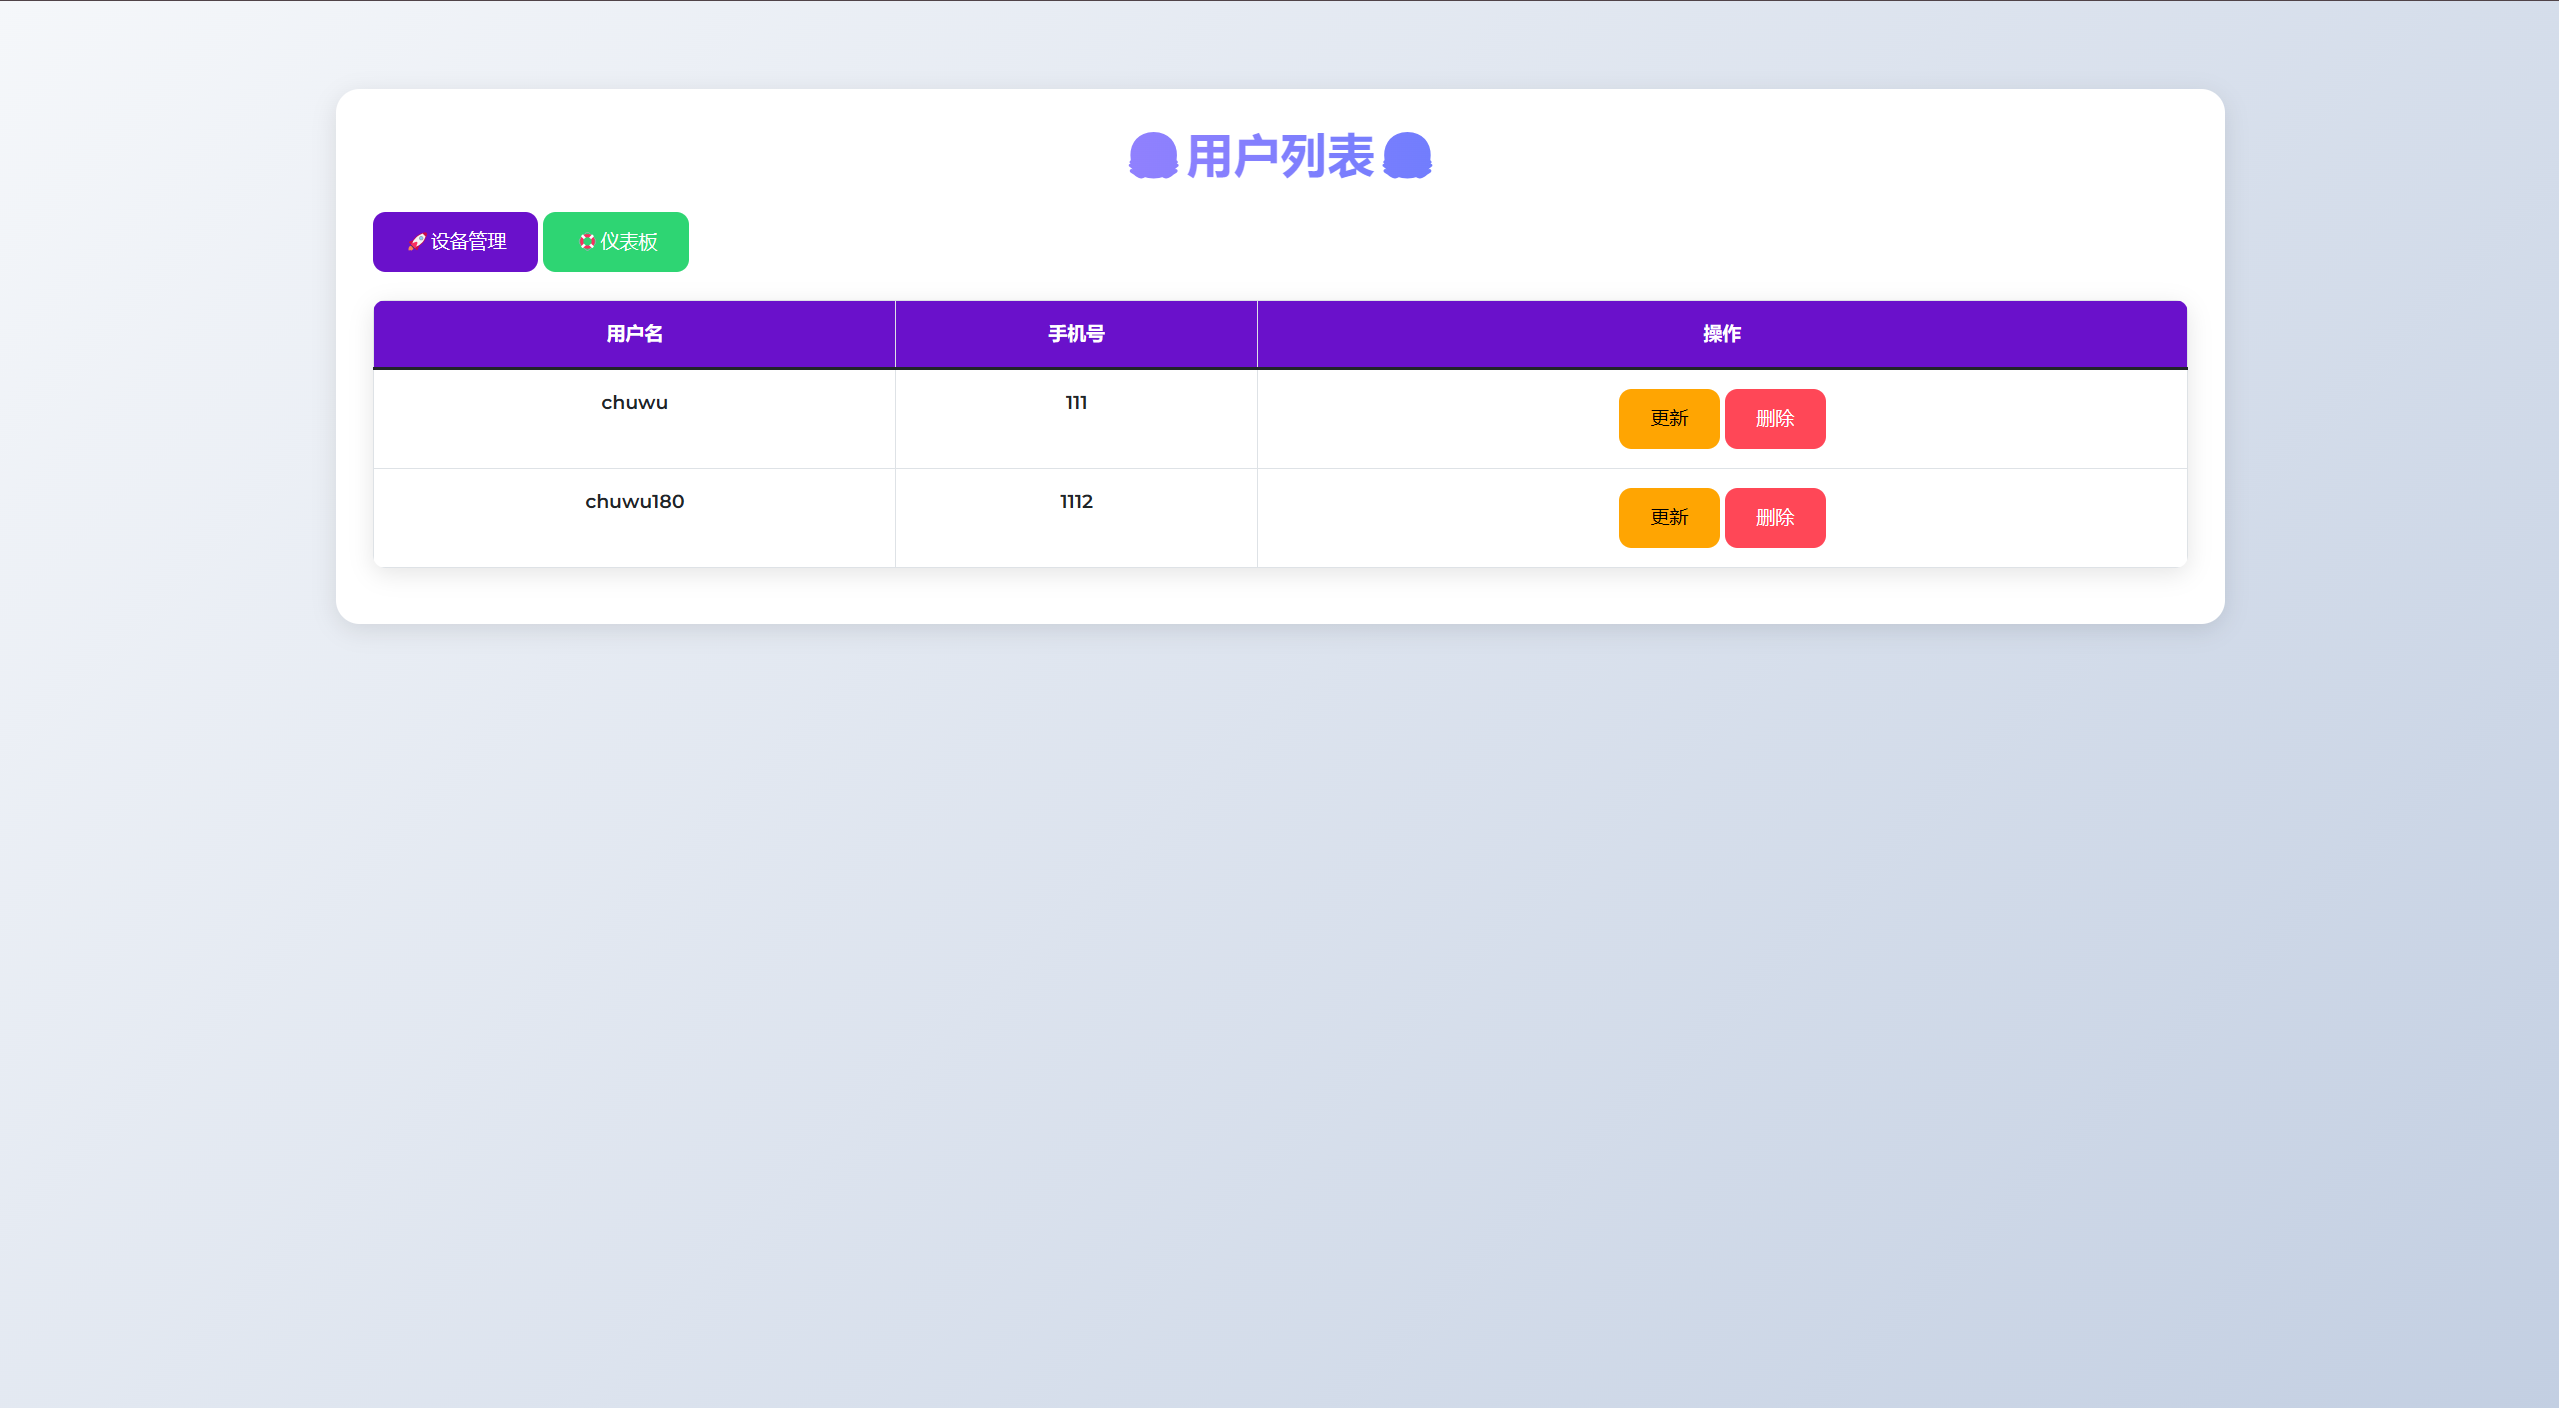 用户列表
🚀设备管理 🛟仪表板
用户名 手机号 操作
chuwu 111 更新 删除
chuwu180 1112 更新 删除